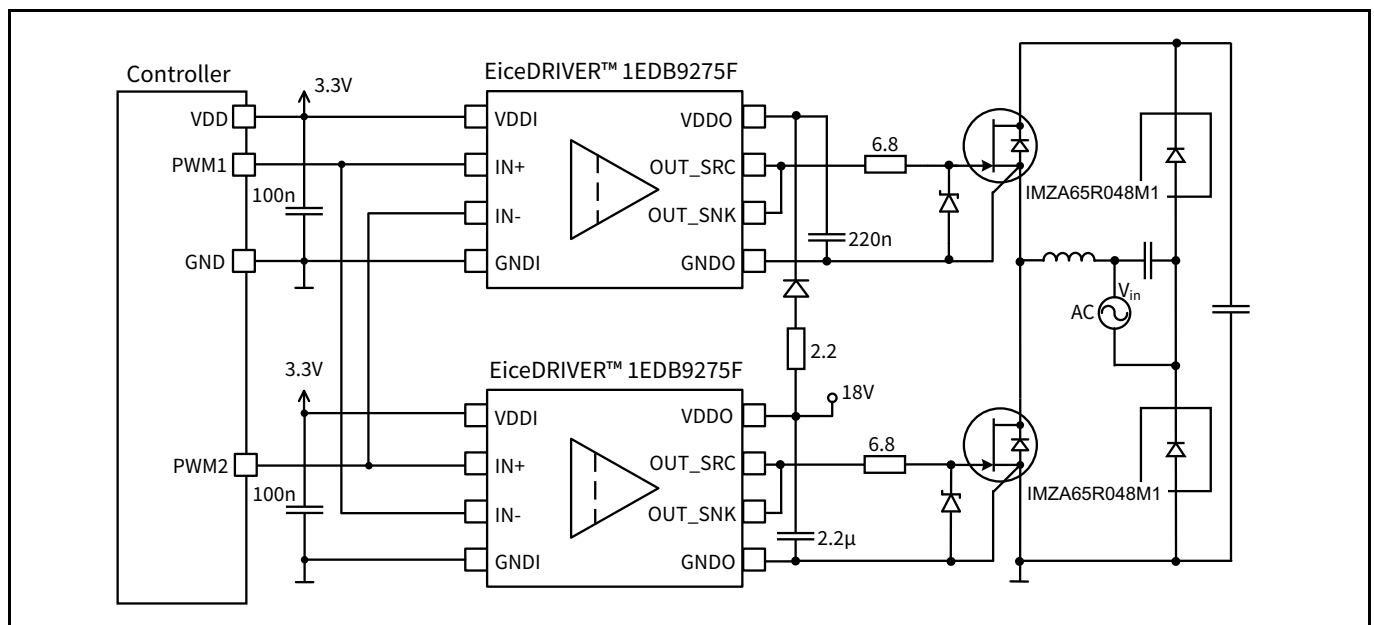 Controller
VDD
PWM1
GND
PWM2
3.3V
100n
3.3V
100n
EiceDRIVER™ 1EDB9275F
VDDI
IN+
IN-
GNDI
VDDO
OUT_SRC
OUT_SNK
GNDO
6.8
220n
2.2
IMZA65R048M1
EiceDRIVER™ 1EDB9275F
VDDI
IN+
IN-
GNDI
VDDO
OUT_SRC
OUT_SNK
GNDO
18V
6.8
2.2µ
IMZA65R048M1
Vin
AC